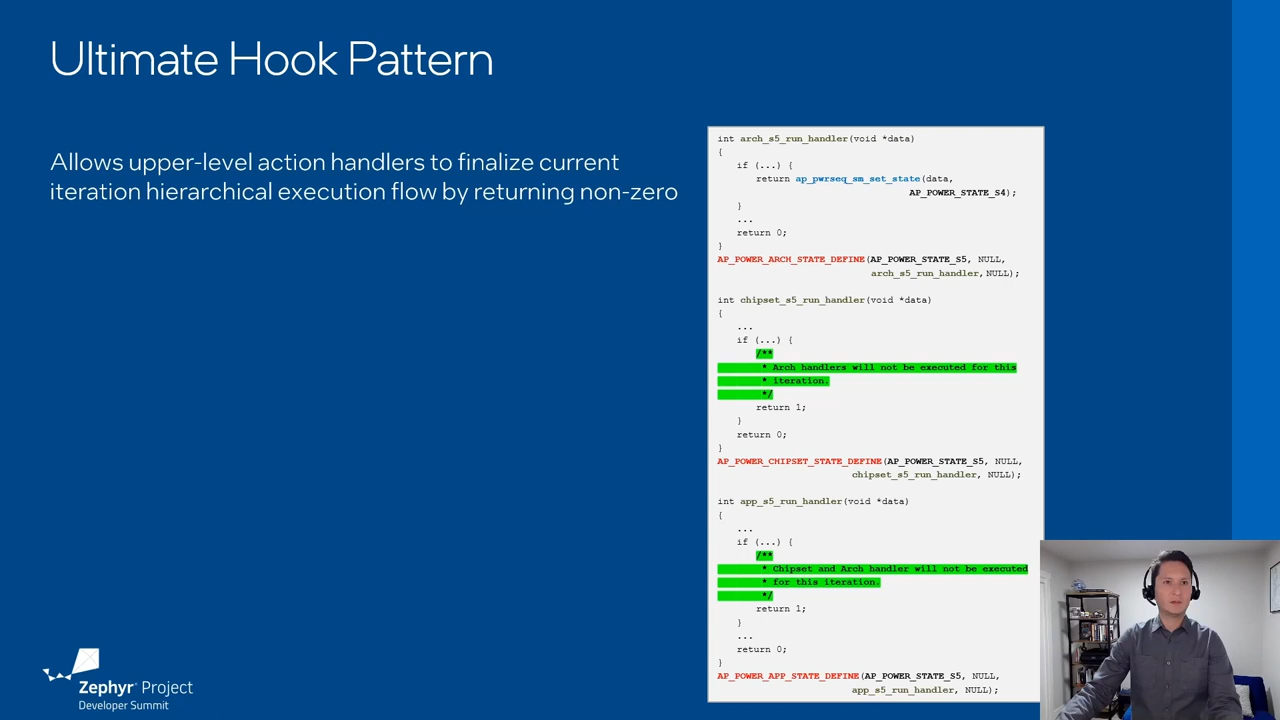 Ultimate Hook Pattern
Allows upper-level action handlers to finalize current
iteration hierarchical execution flow by returning non-zero
int arch_s5_run_handler(void *data)
{
if (...) {
return ap_pwrseq_sm_set_state(data,
AP_POWER_STATE_S4);
}
...
return 0;
}
AP_POWER_ARCH_STATE_DEFINE(AP_POWER_STATE_S5, NULL,
arch_s5_run_handler,NULL);
int chipset_s5_run_handler(void *data)
{
...
if (...) {
/**
* Arch handlers will not be executed for this
* iteration.
*/
return 1;
}
return 0;
}
AP_POWER_CHIPSET_STATE_DEFINE(AP_POWER_STATE_S5, NULL,
chipset_s5_run_handler, NULL);
int app_s5_run_handler(void *data)
{
...
if (...) {
/**
* Chipset and Arch handler will not be executed
* for this iteration.
*/
return 1;
}
...
return 0;
}
AP_POWER_APP_STATE_DEFINE(AP_POWER_STATE_S5, NULL,
app_s5_run_handler, NULL);
Zephyr® Project
Developer Summit